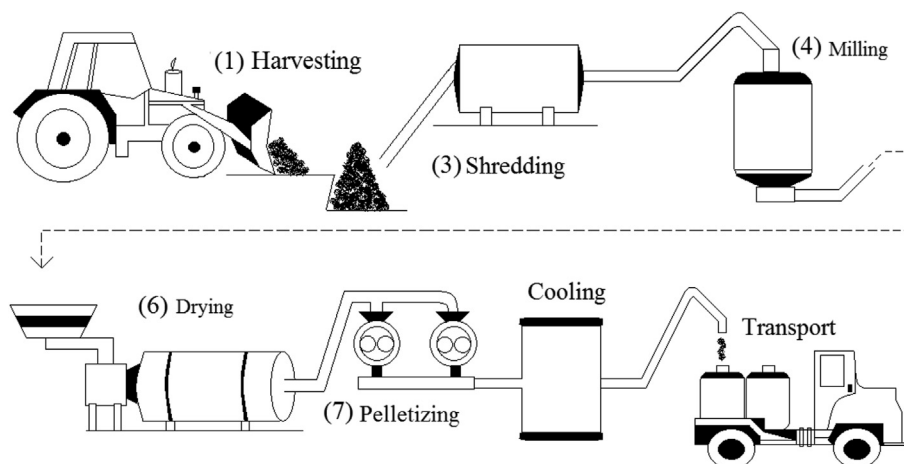 (1) Harvesting
(4) Milling
(3) Shredding
(6) Drying
Cooling
Transport
(7) Pelletizing